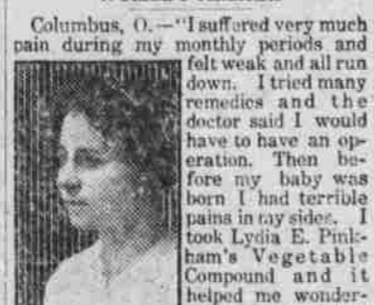 Columbus, O.—"I suffered very much
pain during my monthly periods and
felt weak and all run
down. I tried many
remedies and the
doctor said I would
have to have an op-
eration. Then be-
fore my baby was
born I had terrible
pains in my sides. I
took Lydia E. Pink-
ham's Vegetable
Compound and it
helped me wonder-